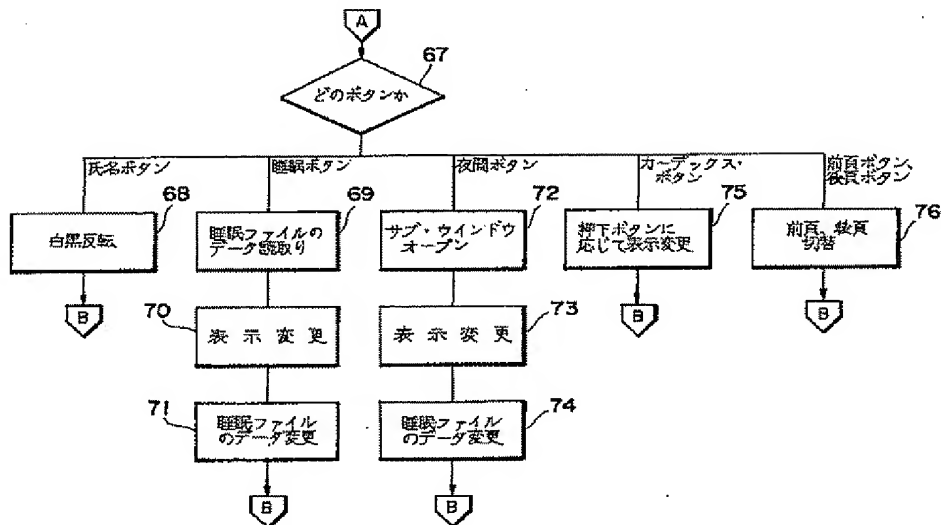 A
67
どのボタンか
氏名ボタン
睡眠ボタン
夜間ボタン
カーデックス・
ボタン
前頁ボタン、
後頁ボタン
68
69
72
75
76
白黒反転
睡眠ファイルの
データ読取り
サブ・ウインドウ
オープン
押下ボタンに
応じて表示変更
前頁、後頁
切替
B
B
B
70
表示変更
73
表示変更
71
睡眠ファイル
のデータ変更
74
睡眠ファイル
のデータ変更
B
B